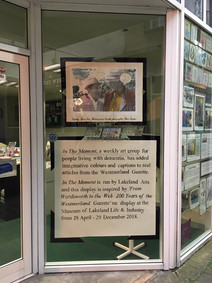 In The Moment, a weekly art group for
people living with dementia, has added
imaginative colours and captions to real
articles from the Westmorland Gazette.
In The Moment is run by Lakeland Arts
and this display is inspired by 'From
Wordsworth to the Web: 200 Years of the
Westmorland Gazette' on display at the
Museum of Lakeland Life & Industry
from 28 April - 29 December 2018.